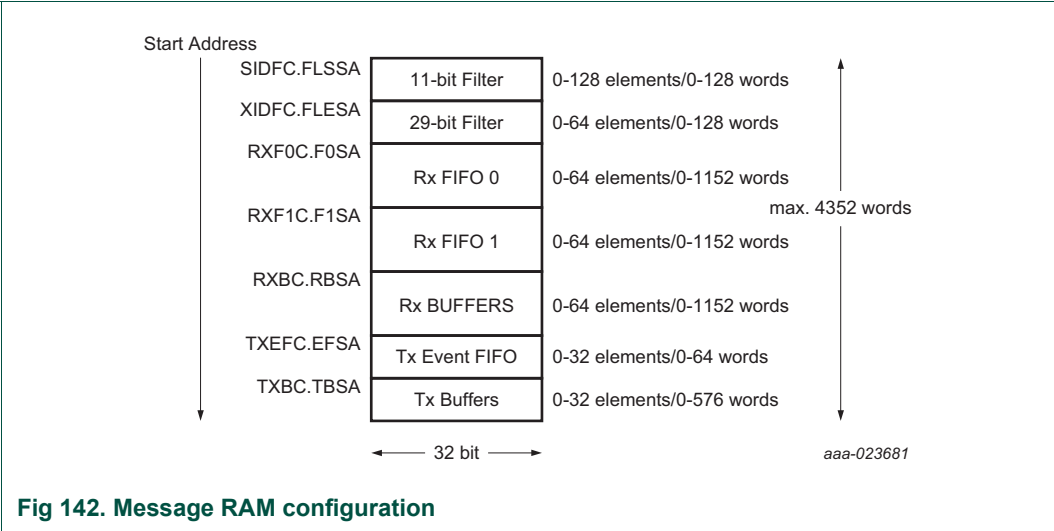 Start Address
SIDFC.FLSSA
11-bit Filter
0-128 elements/0-128 words
XIDFC.FLESA
29-bit Filter
0-64 elements/0-128 words
RXF0C.F0SA
Rx FIFO 0
0-64 elements/0-1152 words
max. 4352 words
RXF1C.F1SA
Rx FIFO 1
0-64 elements/0-1152 words
RXBC.RBSA
Rx BUFFERS
0-64 elements/0-1152 words
TXEFC.EFSA
Tx Event FIFO
0-32 elements/0-64 words
TXBC.TBSA
Tx Buffers
0-32 elements/0-576 words
32 bit
aaa-023681
Fig 142. Message RAM configuration